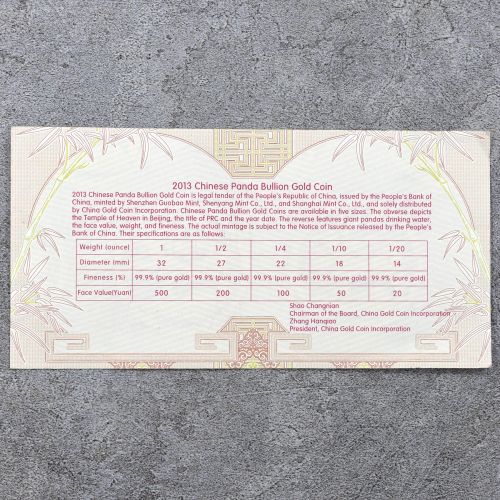 2013 Chinese Panda Bullion Gold Coin
2013 Chinese Panda Bullion Gold Coin is legal tender of the People's Republic of China, issued by the People's Bank of
China, minted by Shenzhen Guobao Mint, Shenyang Mint Co., Ltd., and Shanghai Mint Co., Ltd., and solely distributed
by China Gold Coin Incorporation. Chinese Panda Bullion Gold Coins are available in five sizes. The obverse depicts
the Temple of Heaven in Beijing, the title of PRC and the year date. The reverse features giant pandas drinking water,
the face value, weight, and fineness. The actual mintage is subject to the Notice of Issuance released by the People's
Bank of China. Their specifications are as follows:
Weight (ounce) 1 1/2 1/4 1/10 1/20
Diameter (mm) 32 27 22 18 14
Fineness (%) 99.9% (pure gold) 99.9% (pure gold) 99.9% (pure gold) 99.9% (pure gold) 99.9% (pure gold)
Face Value(Yuan) 500 200 100 50 20
Shao Changnian
Chairman of the Board, China Gold Coin Incorporation
Zhang Hanqiao
President, China Gold Coin Incorporation